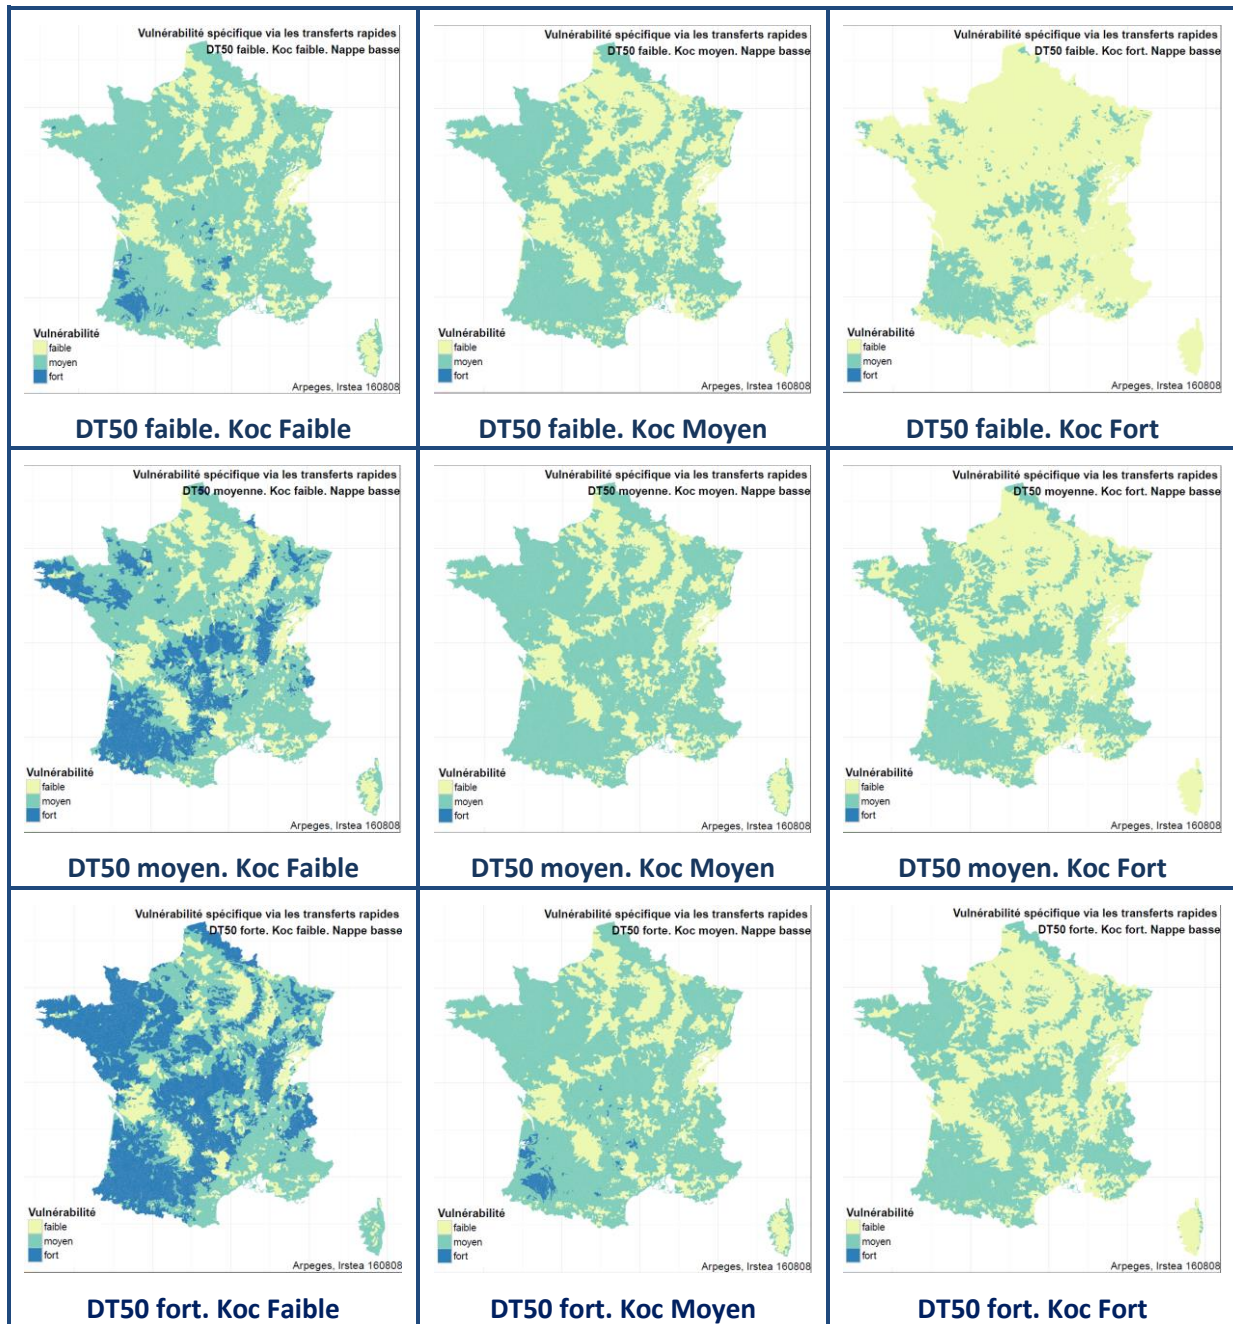 Vulnérabilité spécifique via les transferts rapides
DT50 faible. Koc faible. Nappe basse
Vulnérabilité
faible
moyen
fort
Arpeges, Irstea 160808
DT50 faible. Koc Faible
Vulnérabilité spécifique via les transferts rapides
DT50 faible. Koc moyen. Nappe basse
Vulnérabilité
faible
moyen
fort
Arpeges, Irstea 160808
DT50 faible. Koc Moyen
Vulnérabilité spécifique via les transferts rapides
DT50 faible. Koc fort. Nappe basse
Vulnérabilité
faible
moyen
fort
Arpeges, Irstea 160808
DT50 faible. Koc Fort
Vulnérabilité spécifique via les transferts rapides
DT50 moyenne. Koc faible. Nappe basse
Vulnérabilité
faible
moyen
fort
Arpeges, Irstea 160808
DT50 moyen. Koc Faible
Vulnérabilité spécifique via les transferts rapides
DT50 moyenne. Koc moyen. Nappe basse
Vulnérabilité
faible
moyen
fort
Arpeges, Irstea 160808
DT50 moyen. Koc Moyen
Vulnérabilité spécifique via les transferts rapides
DT50 moyenne. Koc fort. Nappe basse
Vulnérabilité
faible
moyen
fort
Arpeges, Irstea 160808
DT50 moyen. Koc Fort
Vulnérabilité spécifique via les transferts rapides
DT50 forte. Koc faible. Nappe basse
Vulnérabilité
faible
moyen
fort
Arpeges, Irstea 160808
DT50 fort. Koc Faible
Vulnérabilité spécifique via les transferts rapides
DT50 forte. Koc moyen. Nappe basse
Vulnérabilité
faible
moyen
fort
Arpeges, Irstea 160808
DT50 fort. Koc Moyen
Vulnérabilité spécifique via les transferts rapides
DT50 forte. Koc fort. Nappe basse
Vulnérabilité
faible
moyen
fort
Arpeges, Irstea 160808
DT50 fort. Koc Fort